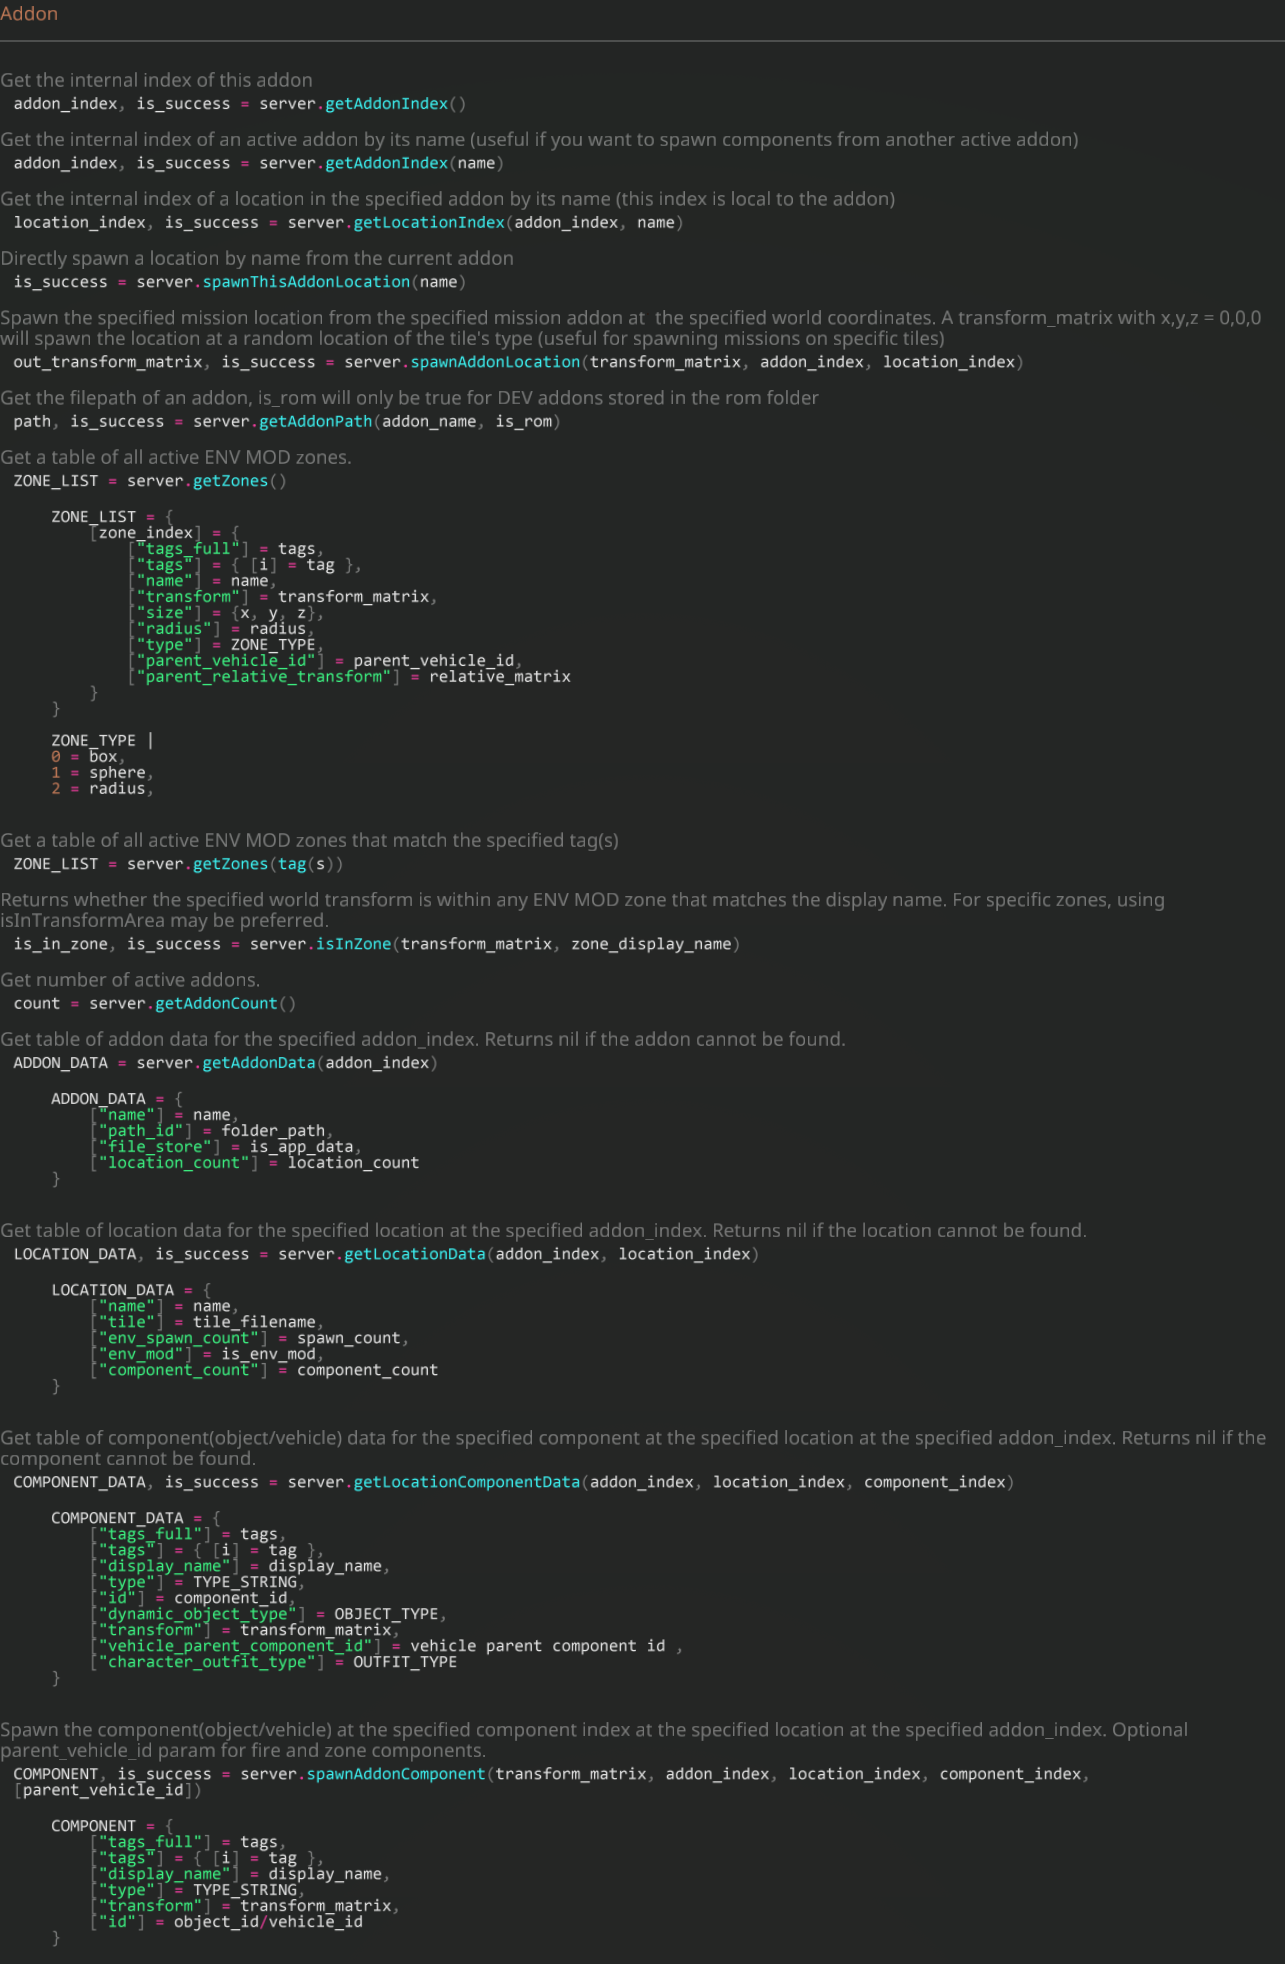 Addon
Get the internal index of this addon
addon_index, is_success = server.getAddonIndex()
Get the internal index of an active addon by its name (useful if you want to spawn components from another active addon)
addon_index, is_success = server.getAddonIndex(name)
Get the internal index of a location in the specified addon by its name (this index is local to the addon)
location_index, is_success = server.getLocationIndex(addon_index, name)
Directly spawn a location by name from the current addon
is_success = server.spawnThisAddonLocation(name)
Spawn the specified mission location from the specified mission addon at  the specified world coordinates. A transform_matrix with x,y,z = 0,0,0
will spawn the location at a random location of the tile's type (useful for spawning missions on specific tiles)
out_transform_matrix, is_success = server.spawnAddonLocation(transform_matrix, addon_index, location_index)
Get the filepath of an addon, is_rom will only be true for DEV addons stored in the rom folder
path, is_success = server.getAddonPath(addon_name, is_rom)
Get a table of all active ENV MOD zones.
ZONE_LIST = server.getZones()
ZONE_LIST = {
[zone_index] = {
["tags_full"] = tags,
["tags"] = { [i] = tag },
["name"] = name,
["transform"] = transform_matrix,
["size"] = {x, y, z},
["radius"] = radius,
["type"] = ZONE_TYPE,
["parent_vehicle_id"] = parent_vehicle_id,
["parent_relative_transform"] = relative_matrix
}
}
ZONE_TYPE |
0 = box,
1 = sphere,
2 = radius,
Get a table of all active ENV MOD zones that match the specified tag(s)
ZONE_LIST = server.getZones(tag(s))
Returns whether the specified world transform is within any ENV MOD zone that matches the display name. For specific zones, using
isInTransformArea may be preferred.
is_in_zone, is_success = server.isInZone(transform_matrix, zone_display_name)
Get number of active addons.
count = server.getAddonCount()
Get table of addon data for the specified addon_index. Returns nil if the addon cannot be found.
ADDON_DATA = server.getAddonData(addon_index)
ADDON_DATA = {
["name"] = name,
["path_id"] = folder_path,
["file_store"] = is_app_data,
["location_count"] = location_count
}
Get table of location data for the specified location at the specified addon_index. Returns nil if the location cannot be found.
LOCATION_DATA, is_success = server.getLocationData(addon_index, location_index)
LOCATION_DATA = {
["name"] = name,
["tile"] = tile_filename,
["env_spawn_count"] = spawn_count,
["env_mod"] = is_env_mod,
["component_count"] = component_count
}
Get table of component(object/vehicle) data for the specified component at the specified location at the specified addon_index. Returns nil if the
component cannot be found.
COMPONENT_DATA, is_success = server.getLocationComponentData(addon_index, location_index, component_index)
COMPONENT_DATA = {
["tags_full"] = tags,
["tags"] = { [i] = tag },
["display_name"] = display_name,
["type"] = TYPE_STRING,
["id"] = component_id,
["dynamic_object_type"] = OBJECT_TYPE,
["transform"] = transform_matrix,
["vehicle_parent_component_id"] = vehicle parent component id ,
["character_outfit_type"] = OUTFIT_TYPE
}
Spawn the component(object/vehicle) at the specified component index at the specified location at the specified addon_index. Optional
parent_vehicle_id param for fire and zone components.
COMPONENT, is_success = server.spawnAddonComponent(transform_matrix, addon_index, location_index, component_index,
[parent_vehicle_id])
COMPONENT = {
["tags_full"] = tags,
["tags"] = { [i] = tag },
["display_name"] = display_name,
["type"] = TYPE_STRING,
["transform"] = transform_matrix,
["id"] = object_id/vehicle_id
}